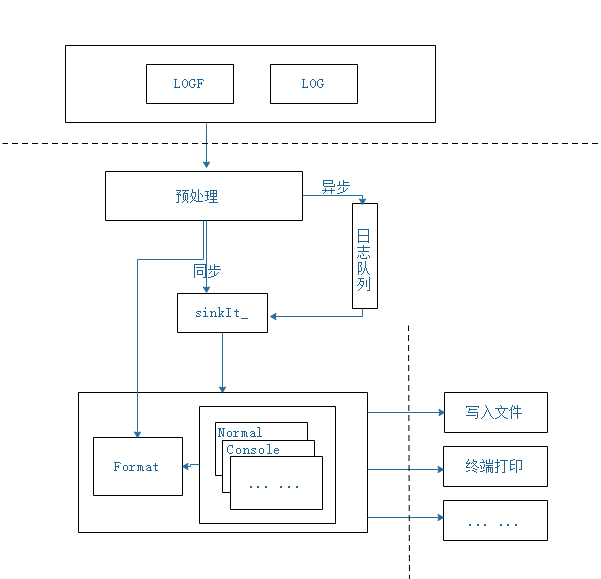 LOGF
LOG
预处理
异步
日志队列
同步
sinkIt_
Normal
Console
... ...
Format
写入文件
终端打印
... ...